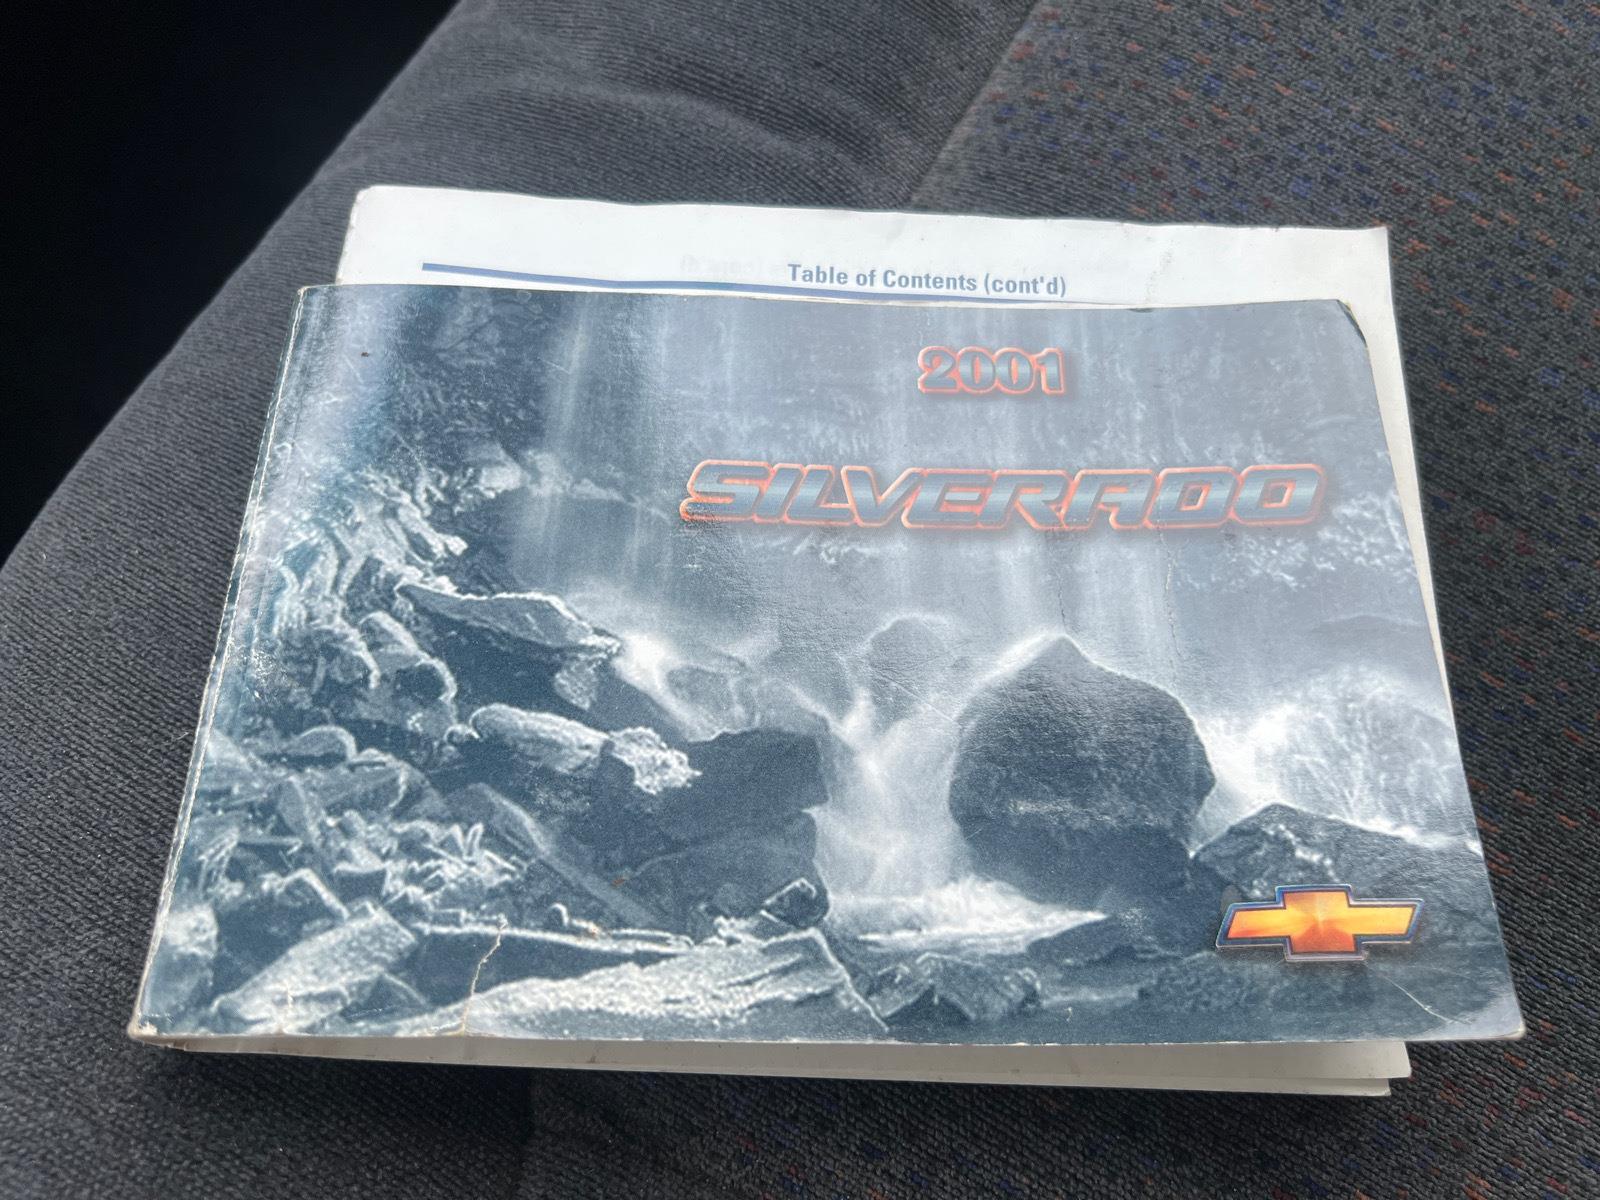 Table of Contents (cont'd)
2001
SILVERADO